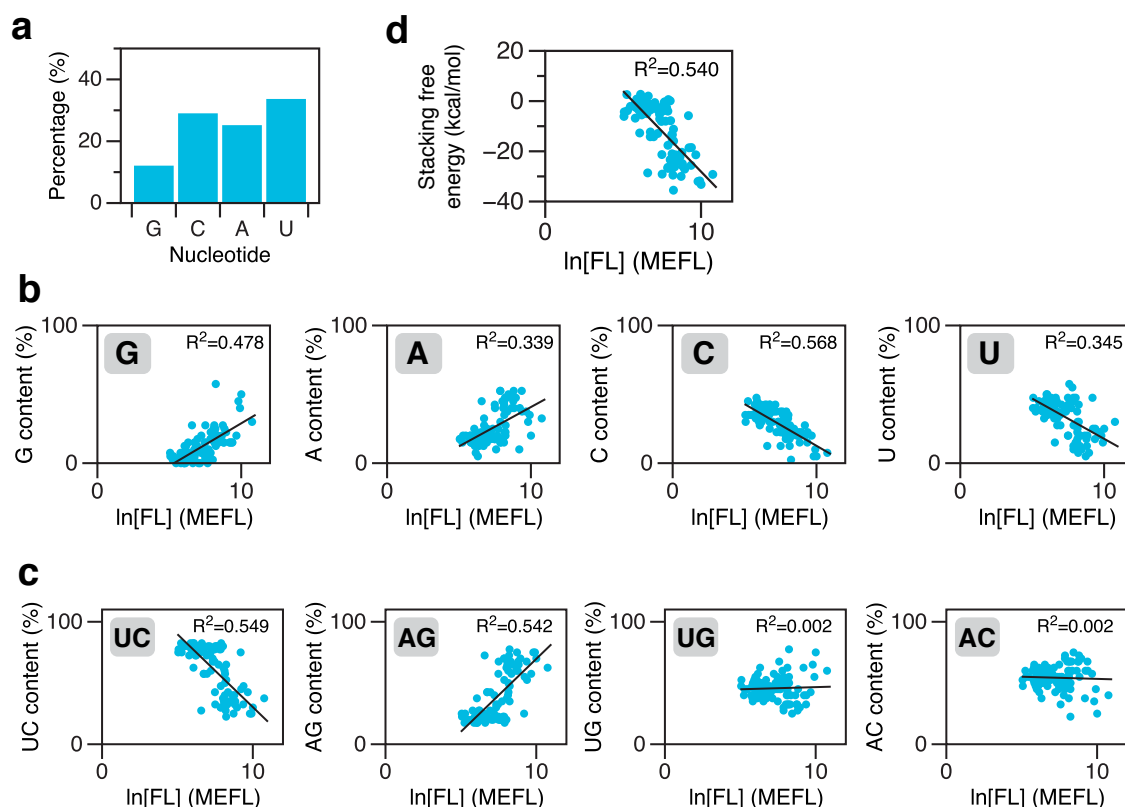 a
Percentage (%)
40
20
0
G C A U
Nucleotide
d
Stacking free
energy (kcal/mol)
20
0
−20
−40
R²=0.540
0 10
ln[FL] (MEFL)
b
G content (%)
100
0
G
R²=0.478
0 10
ln[FL] (MEFL)
A content (%)
100
0
A
R²=0.339
0 10
ln[FL] (MEFL)
C content (%)
100
0
C
R²=0.568
0 10
ln[FL] (MEFL)
U content (%)
100
0
U
R²=0.345
0 10
ln[FL] (MEFL)
c
UC content (%)
100
0
UC
R²=0.549
0 10
ln[FL] (MEFL)
AG content (%)
100
0
AG
R²=0.542
0 10
ln[FL] (MEFL)
UG content (%)
100
0
UG
R²=0.002
0 10
ln[FL] (MEFL)
AC content (%)
100
0
AC
R²=0.002
0 10
ln[FL] (MEFL)